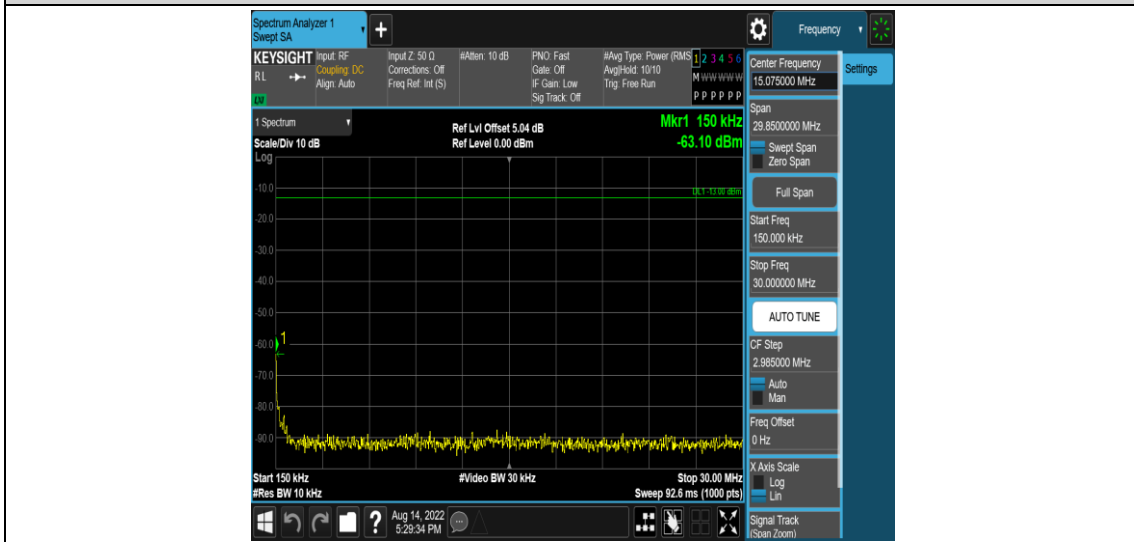 Spectrum Analyzer 1
Swept SA
+
Frequency
KEYSIGHT
RL
LXI
Input: RF
Coupling: DC
Align: Auto
Input Z: 50 Ω
Corrections: Off
Freq Ref: Int (S)
#Atten: 10 dB
PNO: Fast
Gate: Off
IF Gain: Low
Sig Track: Off
#Avg Type: Power (RMS
Avg|Hold: 10/10
Trig: Free Run
1 2 3 4 5 6
M W W W W W
P P P P P P
1 Spectrum
Scale/Div 10 dB
Log
Ref Lvl Offset 5.04 dB
Ref Level 0.00 dBm
Mkr1 150 kHz
-63.10 dBm
DL1 -13.00 dBm
-10.0
-20.0
-30.0
-40.0
-50.0
-60.0
1
-70.0
-80.0
-90.0
Start 150 kHz
#Res BW 10 kHz
#Video BW 30 kHz
Stop 30.00 MHz
Sweep 92.6 ms (1000 pts)
?
Aug 14, 2022
5:29:34 PM
Center Frequency
15.075000 MHz
Settings
Span
29.8500000 MHz
Swept Span
Zero Span
Full Span
Start Freq
150.000 kHz
Stop Freq
30.000000 MHz
AUTO TUNE
CF Step
2.985000 MHz
Auto
Man
Freq Offset
0 Hz
X Axis Scale
Log
Lin
Signal Track
(Span Zoom)